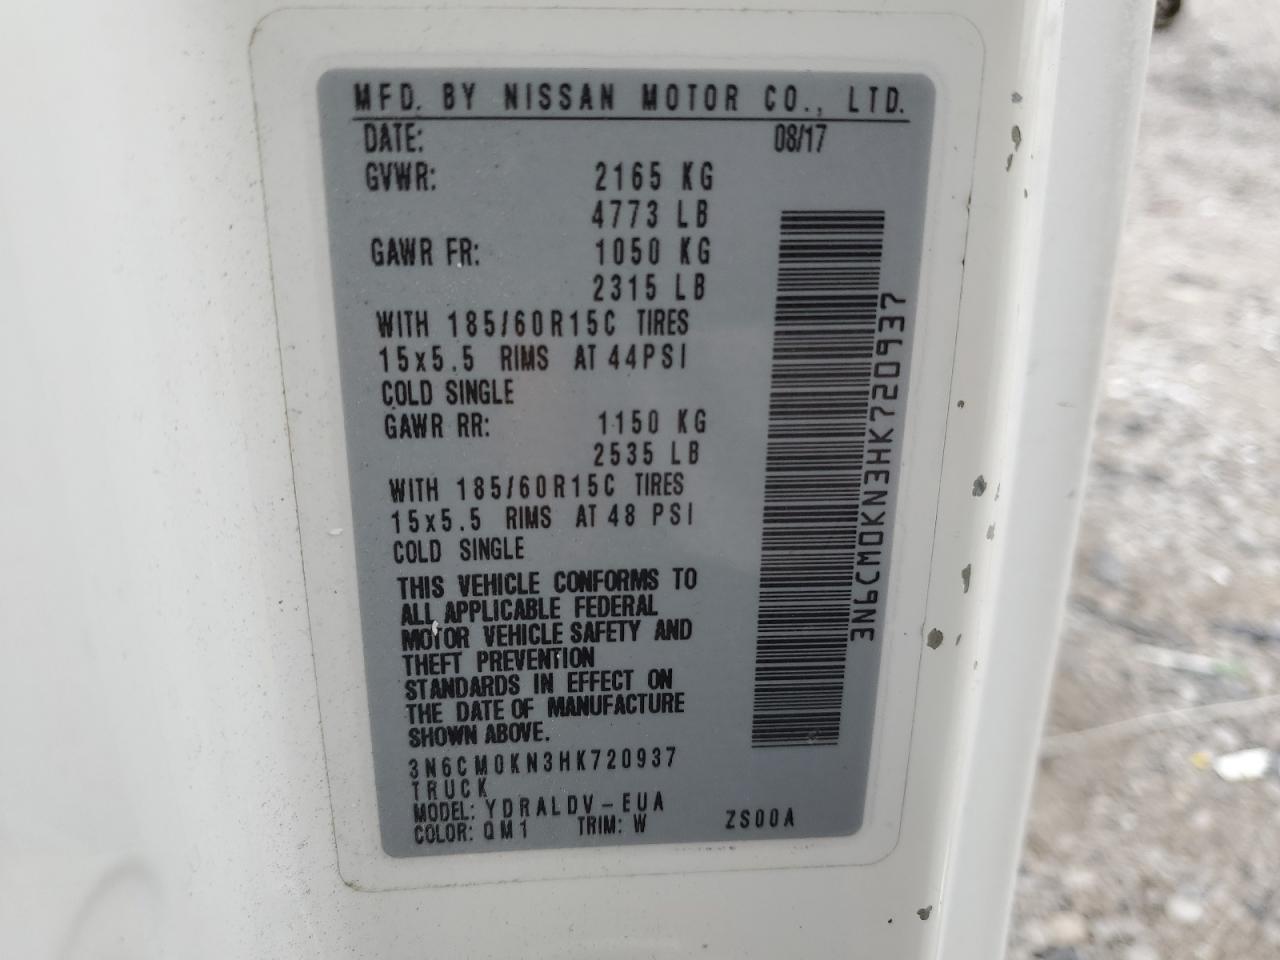 MFD. BY NISSAN MOTOR CO., LTD.
DATE: 08/17
GVWR: 2165 KG
4773 LB
GAWR FR: 1050 KG
2315 LB
WITH 185/60R15C TIRES
15x5.5 RIMS AT 44PSI
COLD SINGLE
GAWR RR: 1150 KG
2535 LB
WITH 185/60R15C TIRES
15x5.5 RIMS AT 48 PSI
COLD SINGLE
THIS VEHICLE CONFORMS TO
ALL APPLICABLE FEDERAL
MOTOR VEHICLE SAFETY AND
THEFT PREVENTION
STANDARDS IN EFFECT ON
THE DATE OF MANUFACTURE
SHOWN ABOVE.
3N6CM0KN3HK720937
TRUCK
MODEL: YDRALDV-EUA
COLOR: QM1 TRIM: W ZS00A
3N6CM0KN3HK720937